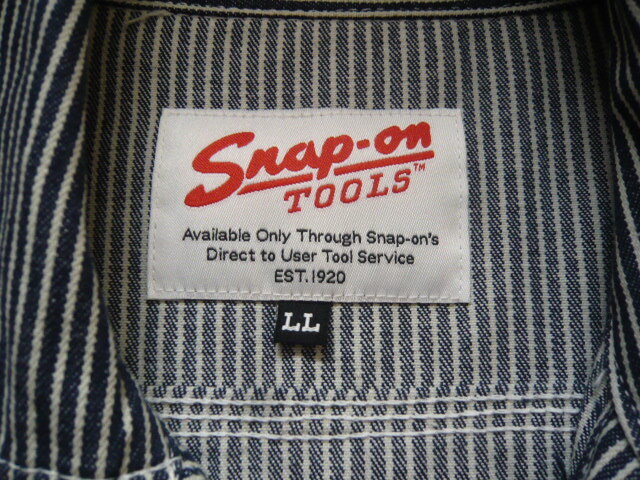 Snap-on
TOOLS™
Available Only Through Snap-on's
Direct to User Tool Service
EST.1920
LL